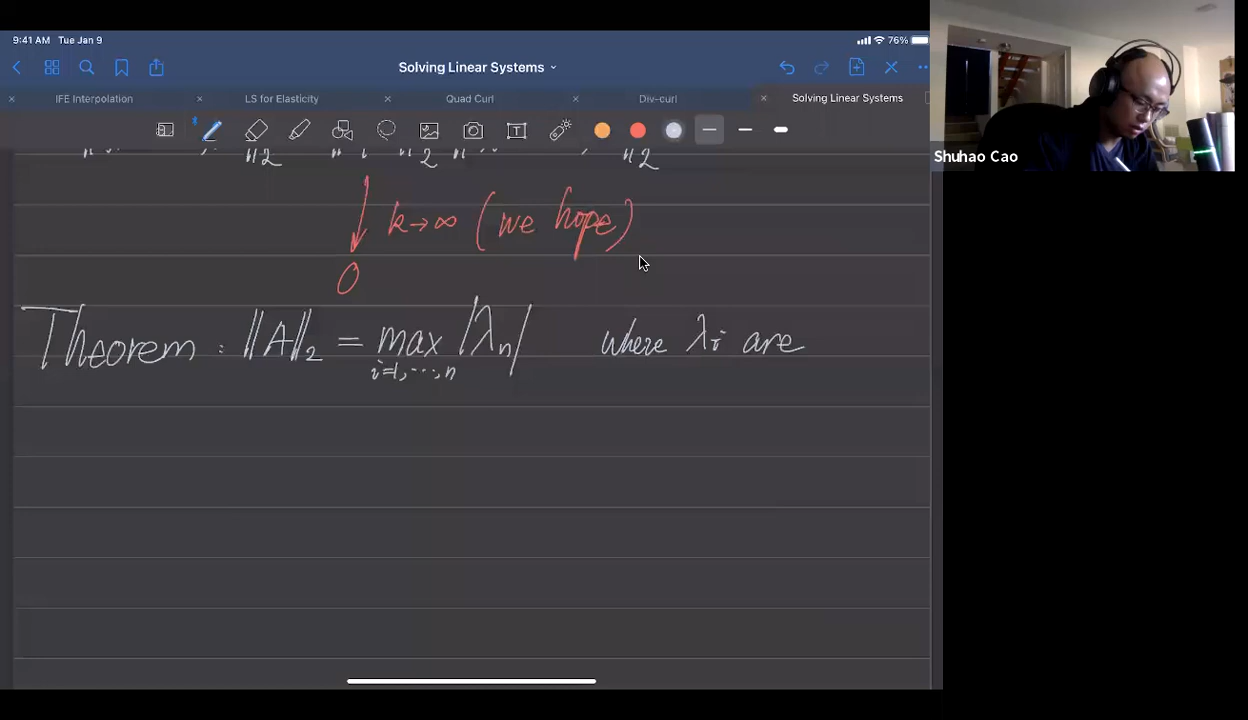 9:41 AM Tue Jan 9
76%
Solving Linear Systems
IFE Interpolation
LS for Elasticity
Quad Curl
Div-curl
Solving Linear Systems
Shuhao Cao
k→∞ (we hope)
0
Theorem: ‖A‖₂ = max |λₙ| where λᵢ are
i=1,⋯,n